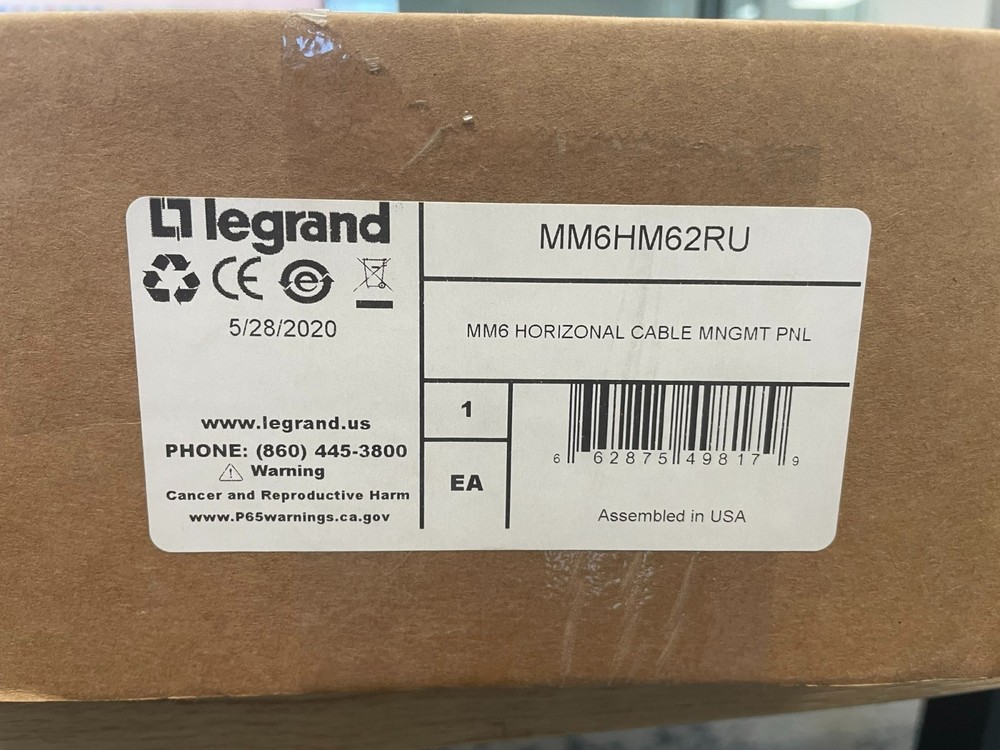 legrand
CE
e
5/28/2020
www.legrand.us
PHONE: (860) 445-3800
Warning
Cancer and Reproductive Harm
www.P65warnings.ca.gov
MM6HM62RU
MM6 HORIZONAL CABLE MNGMT PNL
1
EA
6 62875 49817 9
Assembled in USA